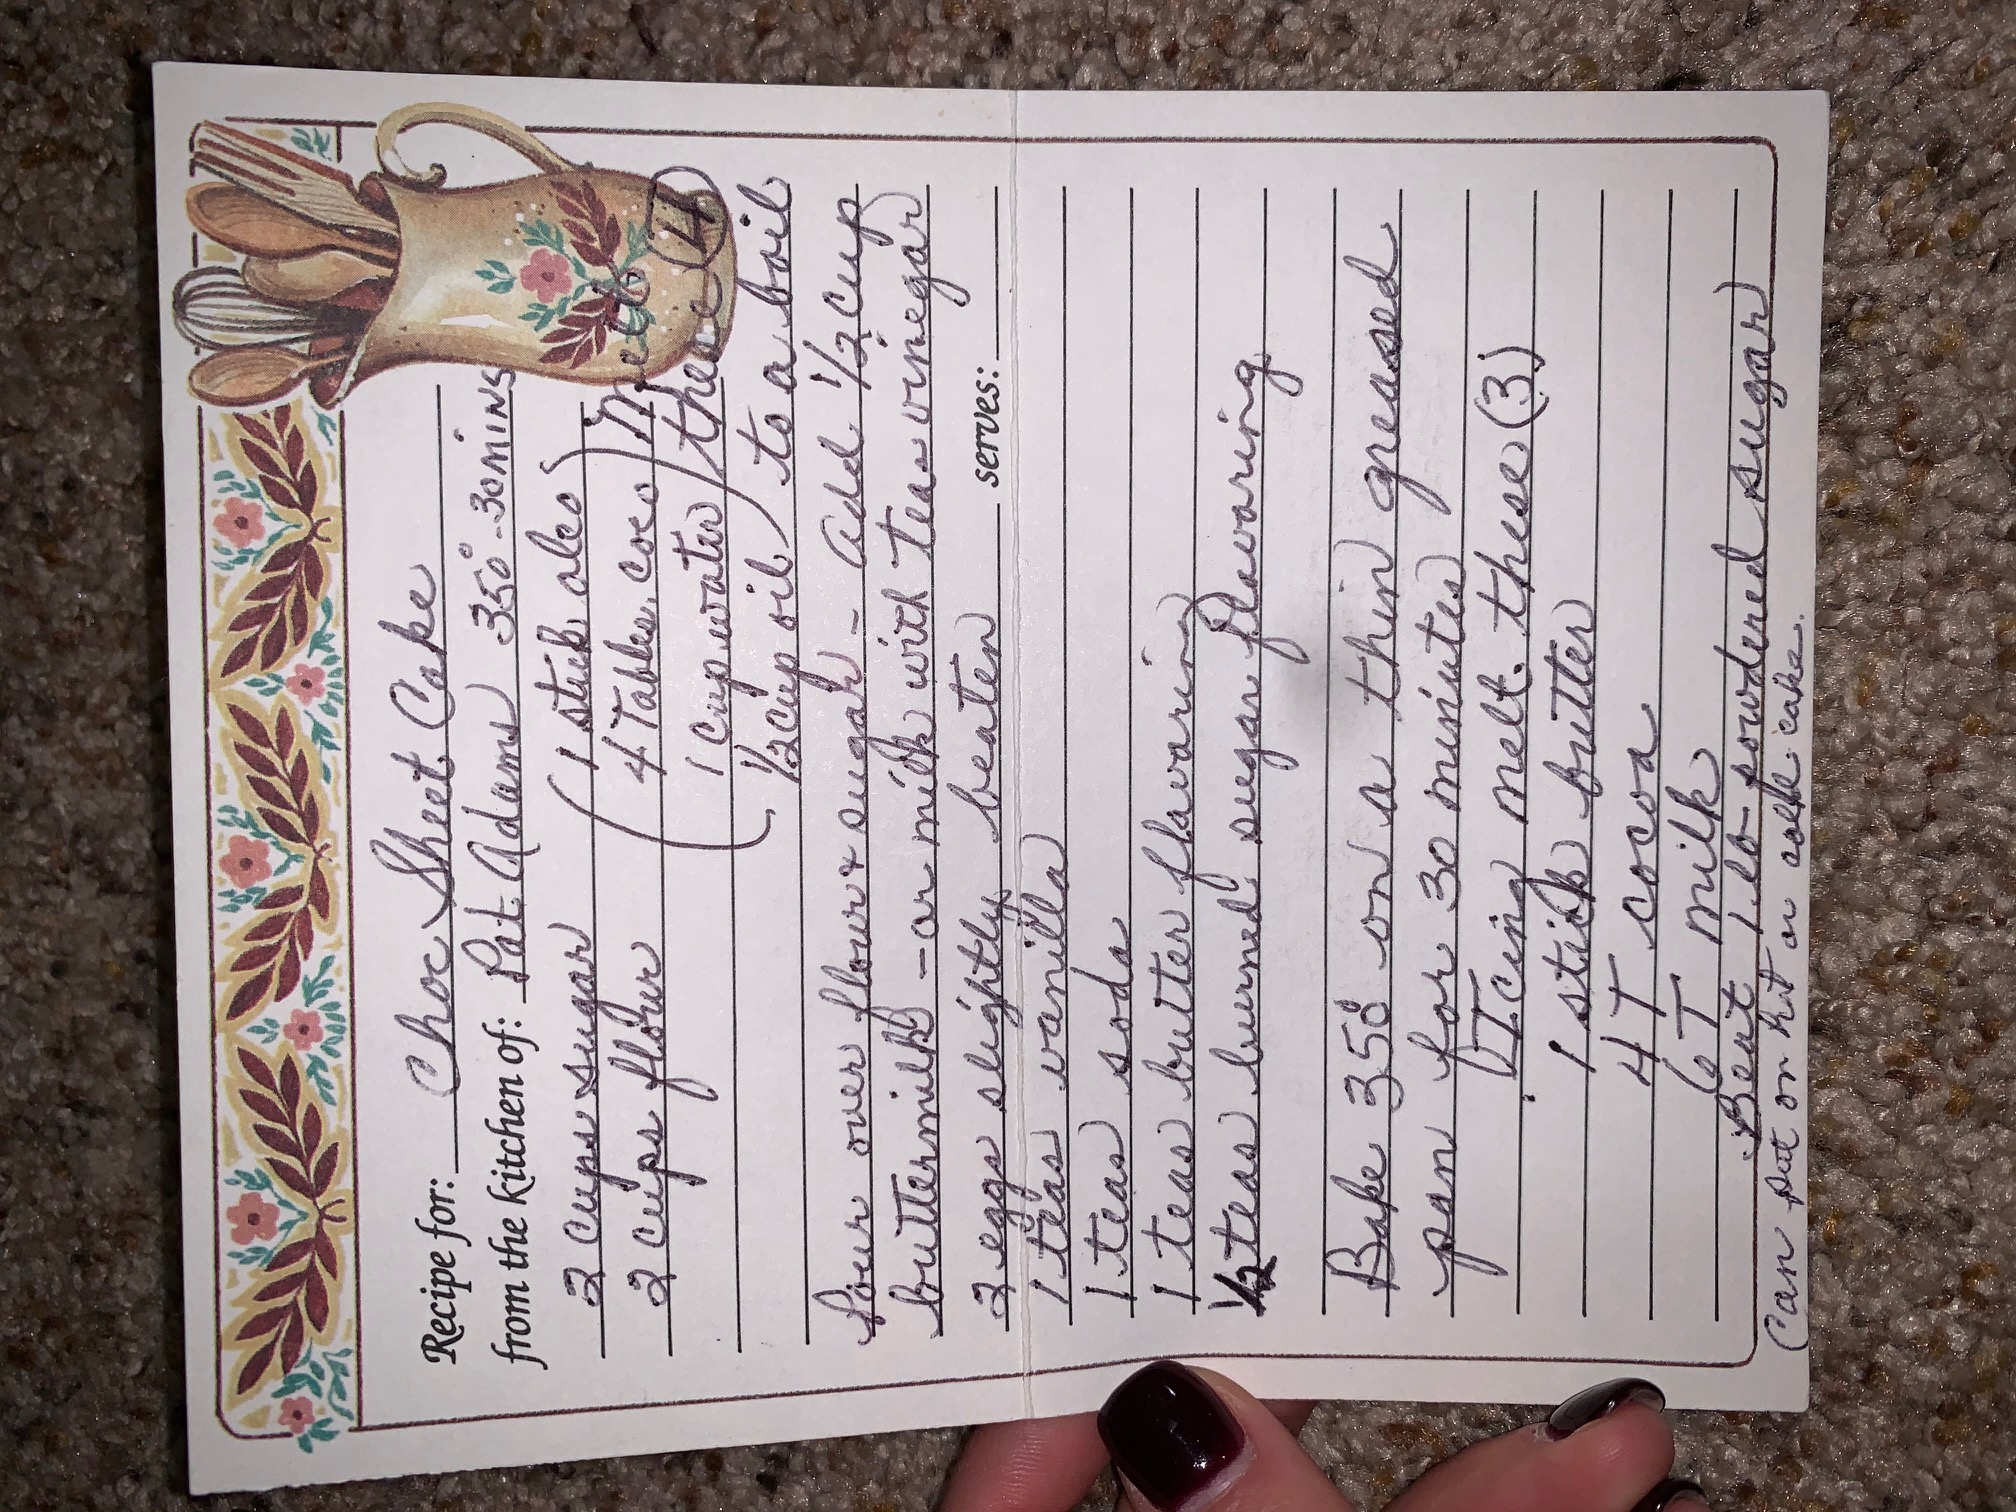 Recipe for: Choc Sheet Cake
from the kitchen of: Pat Adams 350° - 30 MINS
2 cups sugar (1 stick oleo
2 cups flour 4 Tables. coco) Melt
1 cup water these 4
1/2 cup oil to a boil
Pour over flour & sugar - Add 1/2 cup
buttermilk - or milk with teas vinegar
2 eggs slightly beaten serves:
1 teas vanilla
1 teas soda
1 teas butter flavoring
1/2 teas burned sugar flavoring
Bake 350° on a thin greased
pan for 30 minutes
Icing melt these (3)
1 stick butter
4 T cocoa
6 T milk
Beat 1 lb powdered sugar
Can put on hot or cold cake.